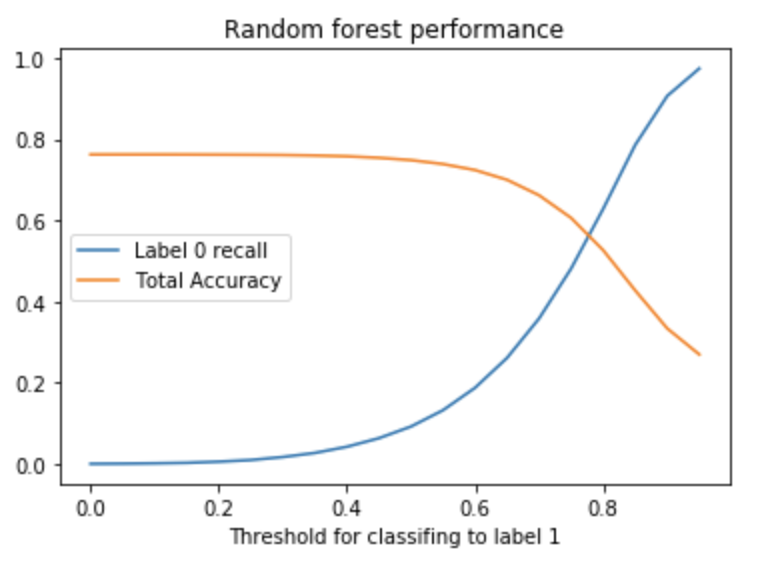 Random forest performance
1.0
0.8
0.6
0.4
0.2
0.0
Label 0 recall
Total Accuracy
0.0 0.2 0.4 0.6 0.8
Threshold for classifing to label 1